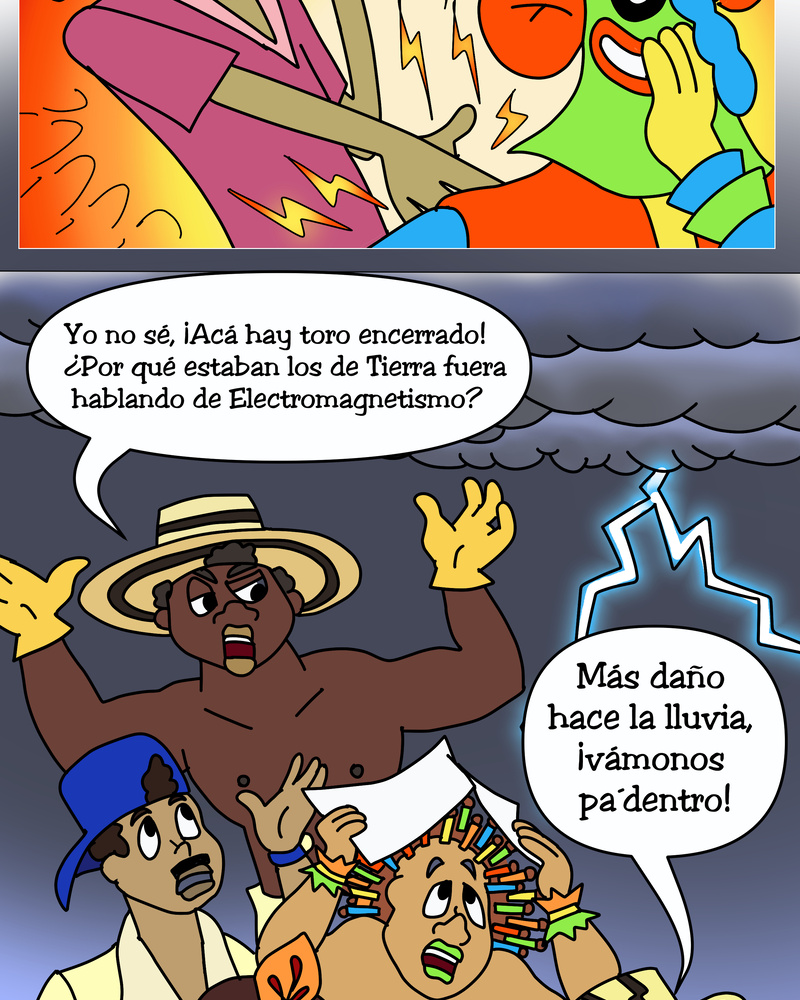 Yo no sé, ¡Acá hay toro encerrado!
¿Por qué estaban los de Tierra fuera
hablando de Electromagnetismo?
Más daño
hace la lluvia,
¡vámonos
pa´dentro!